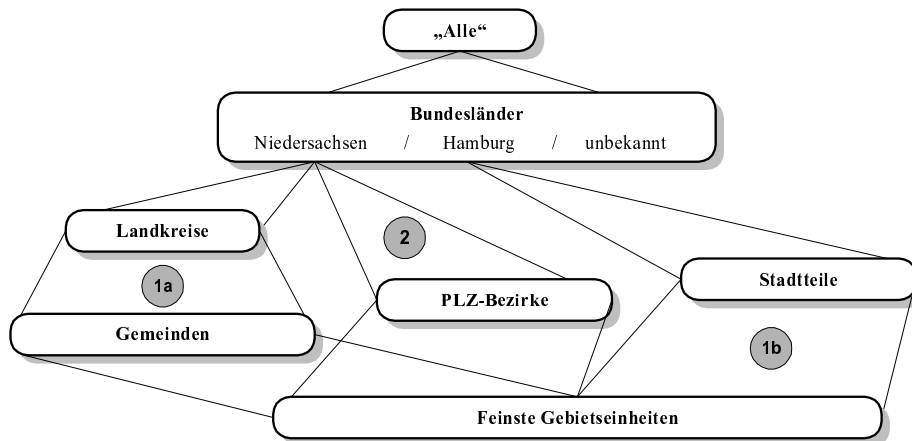 „Alle“
Bundesländer
Niedersachsen / Hamburg / unbekannt
Landkreise
2
1a
PLZ-Bezirke
Stadtteile
Gemeinden
1b
Feinste Gebietseinheiten